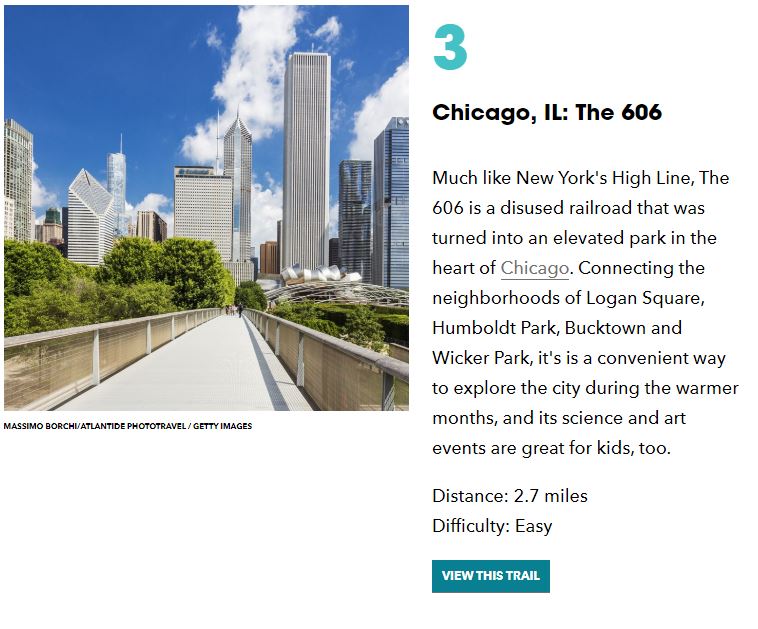 3
Chicago, IL: The 606
Much like New York's High Line, The
606 is a disused railroad that was
turned into an elevated park in the
heart of Chicago. Connecting the
neighborhoods of Logan Square,
Humboldt Park, Bucktown and
Wicker Park, it's is a convenient way
to explore the city during the warmer
months, and its science and art
events are great for kids, too.
Distance: 2.7 miles
Difficulty: Easy
VIEW THIS TRAIL
MASSIMO BORCHI/ATLANTIDE PHOTOTRAVEL / GETTY IMAGES